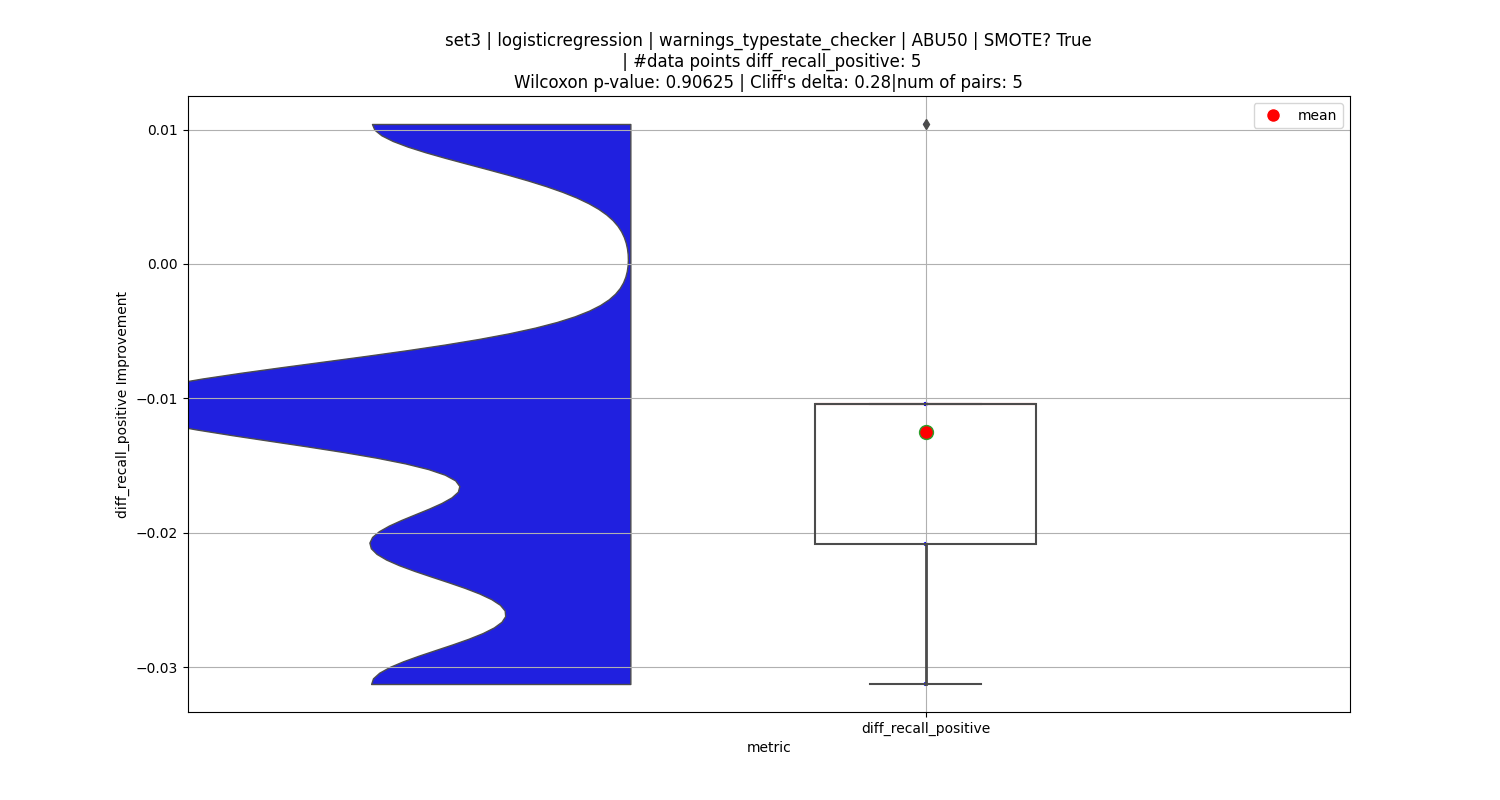 set3 | logisticregression | warnings_typestate_checker | ABU50 | SMOTE? True
| #data points diff_recall_positive: 5
Wilcoxon p-value: 0.90625 | Cliff's delta: 0.28|num of pairs: 5
mean
0.01
0.00
−0.01
−0.02
−0.03
diff_recall_positive Improvement
diff_recall_positive
metric